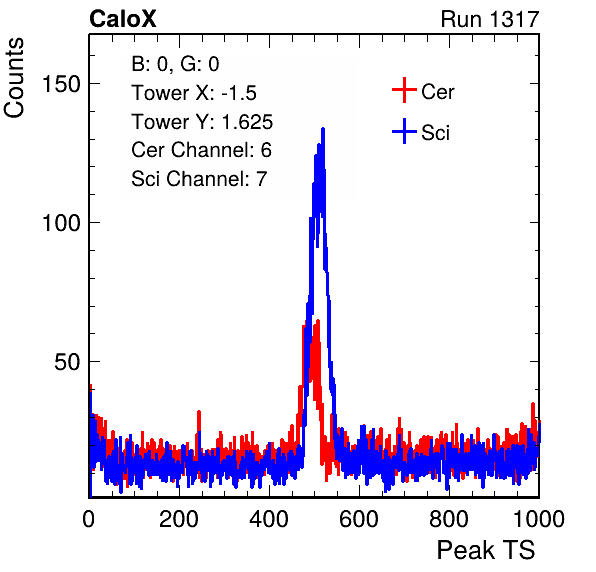 CaloX
Run 1317
Counts
B: 0, G: 0
Tower X: -1.5
Tower Y: 1.625
Cer Channel: 6
Sci Channel: 7
Cer
Sci
150
100
50
0
200
400
600
800
1000
Peak TS